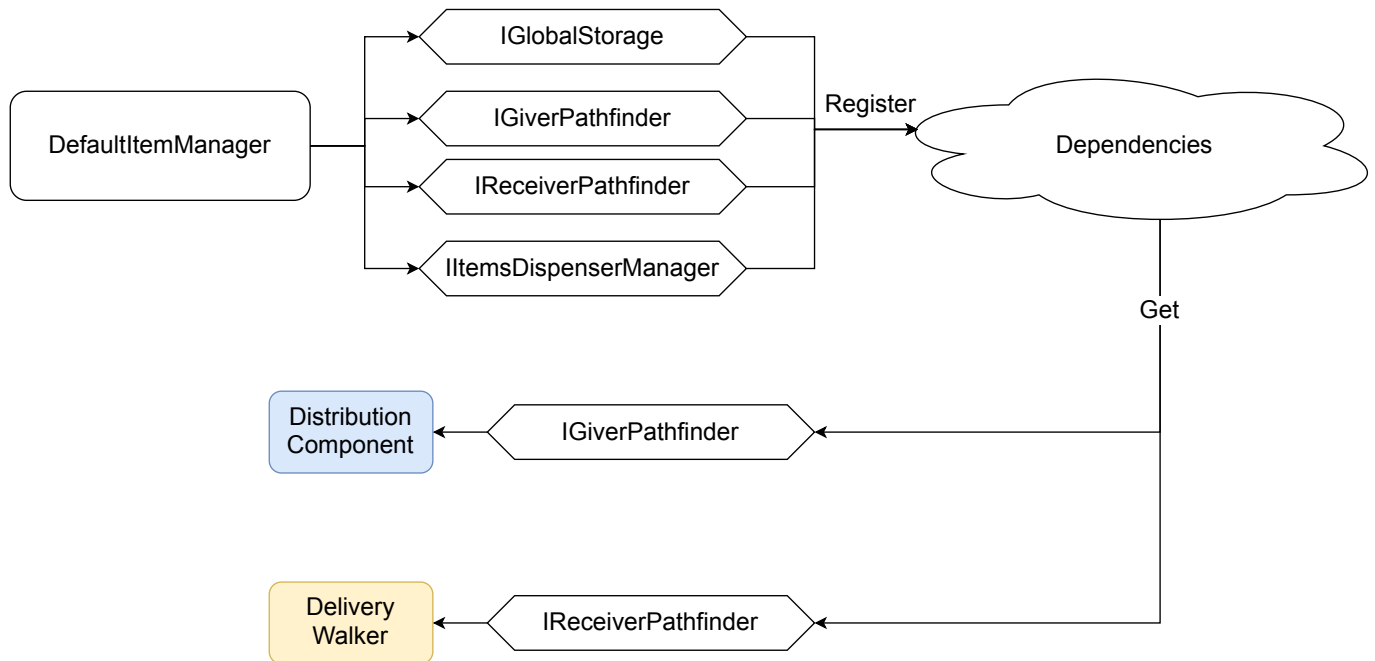 IGlobalStorage
Register
IGiverPathfinder
DefaultItemManager
Dependencies
IReceiverPathfinder
IItemsDispenserManager
Get
Distribution
Component
IGiverPathfinder
Delivery
Walker
IReceiverPathfinder